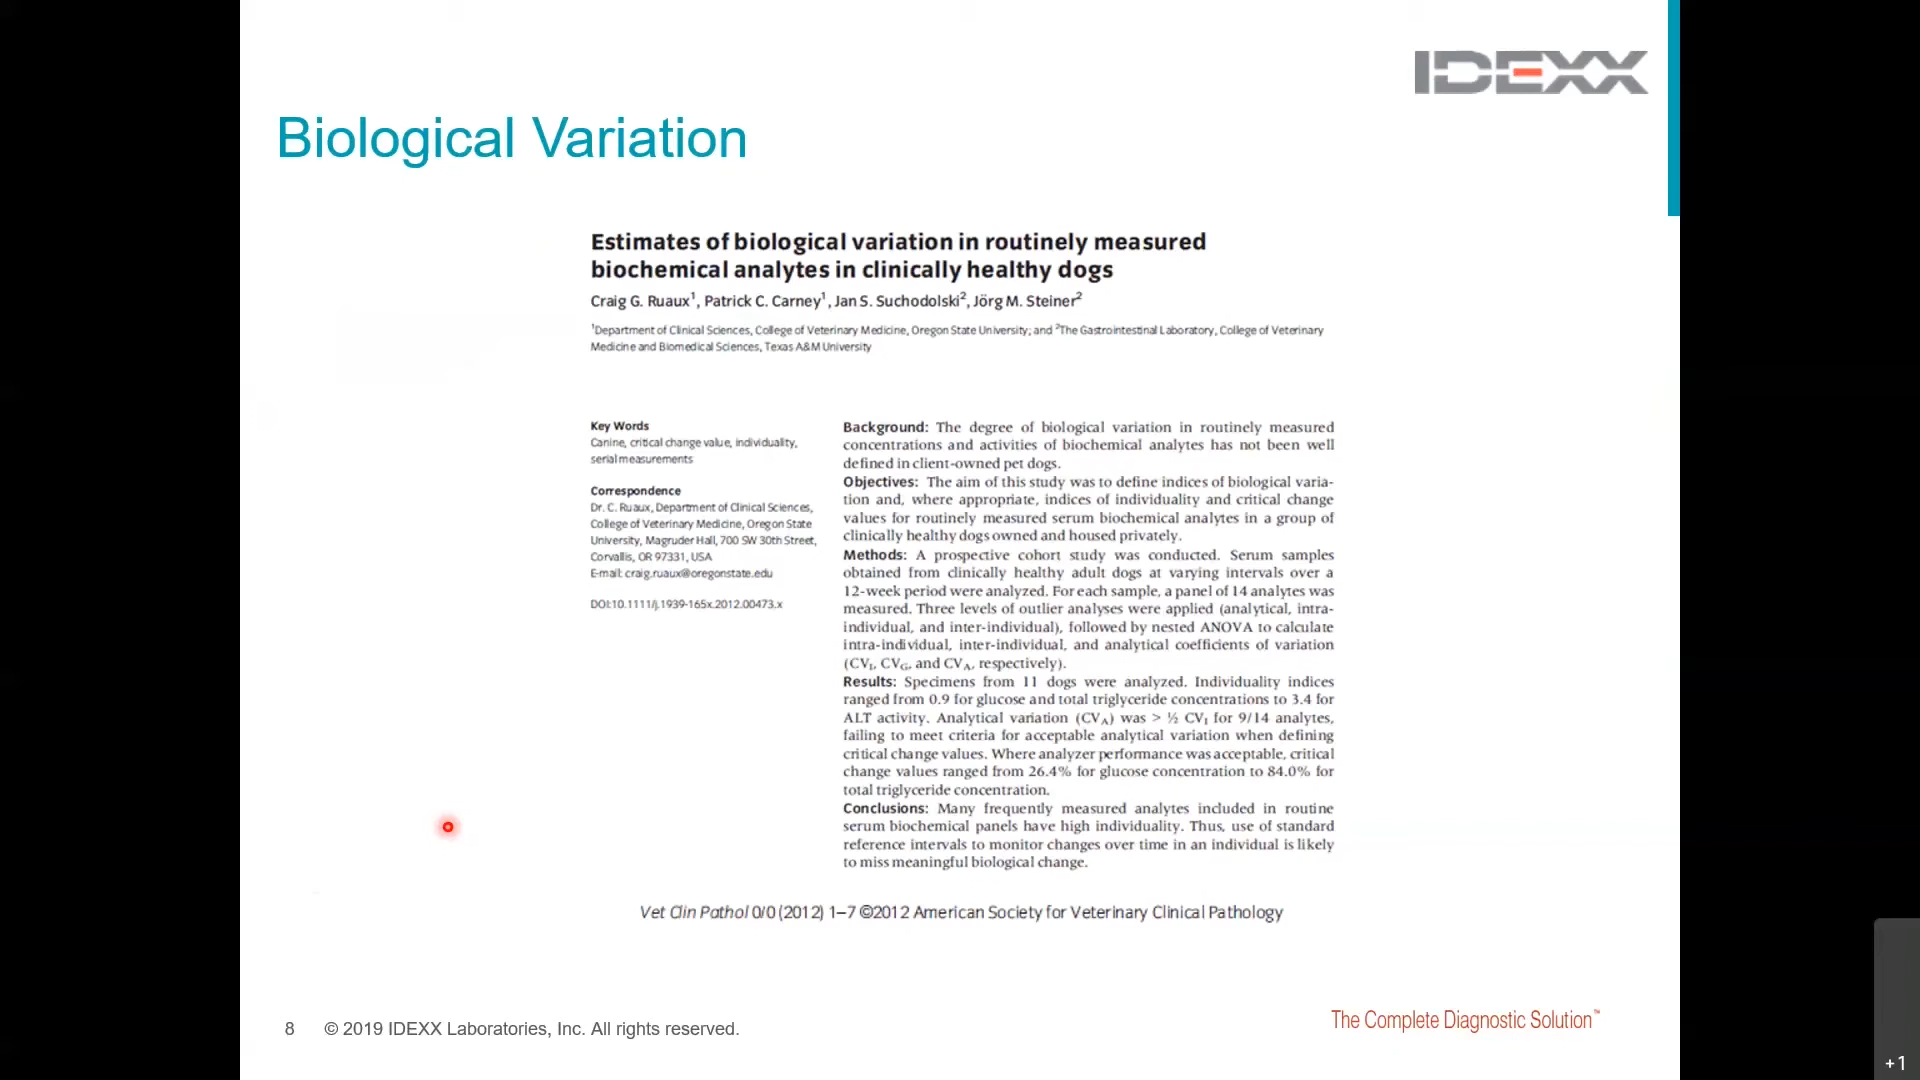 IDEXX
Biological Variation
Estimates of biological variation in routinely measured
biochemical analytes in clinically healthy dogs
Craig G. Ruaux¹, Patrick C. Carney¹, Jan S. Suchodolski², Jörg M. Steiner²
¹Department of Clinical Sciences, College of Veterinary Medicine, Oregon State University; and ²The Gastrointestinal Laboratory, College of Veterinary
Medicine and Biomedical Sciences, Texas A&M University
Key Words
Canine, critical change value, individuality,
serial measurements
Correspondence
Dr. C. Ruaux, Department of Clinical Sciences,
College of Veterinary Medicine, Oregon State
University, Magruder Hall, 700 SW 30th Street,
Corvallis, OR 97331, USA
E-mail: craig.ruaux@oregonstate.edu
DOI:10.1111/j.1939-165x.2012.00473.x
Background: The degree of biological variation in routinely measured
concentrations and activities of biochemical analytes has not been well
defined in client-owned pet dogs.
Objectives: The aim of this study was to define indices of biological varia-
tion and, where appropriate, indices of individuality and critical change
values for routinely measured serum biochemical analytes in a group of
clinically healthy dogs owned and housed privately.
Methods: A prospective cohort study was conducted. Serum samples
obtained from clinically healthy adult dogs at varying intervals over a
12-week period were analyzed. For each sample, a panel of 14 analytes was
measured. Three levels of outlier analyses were applied (analytical, intra-
individual, and inter-individual), followed by nested ANOVA to calculate
intra-individual, inter-individual, and analytical coefficients of variation
(CVI, CVG, and CVA, respectively).
Results: Specimens from 11 dogs were analyzed. Individuality indices
ranged from 0.9 for glucose and total triglyceride concentrations to 3.4 for
ALT activity. Analytical variation (CVA) was > ½ CVI for 9/14 analytes,
failing to meet criteria for acceptable analytical variation when defining
critical change values. Where analyzer performance was acceptable, critical
change values ranged from 26.4% for glucose concentration to 84.0% for
total triglyceride concentration.
Conclusions: Many frequently measured analytes included in routine
serum biochemical panels have high individuality. Thus, use of standard
reference intervals to monitor changes over time in an individual is likely
to miss meaningful biological change.
Vet Clin Pathol 0/0 (2012) 1–7 ©2012 American Society for Veterinary Clinical Pathology
8 © 2019 IDEXX Laboratories, Inc. All rights reserved.
The Complete Diagnostic Solution™
+1